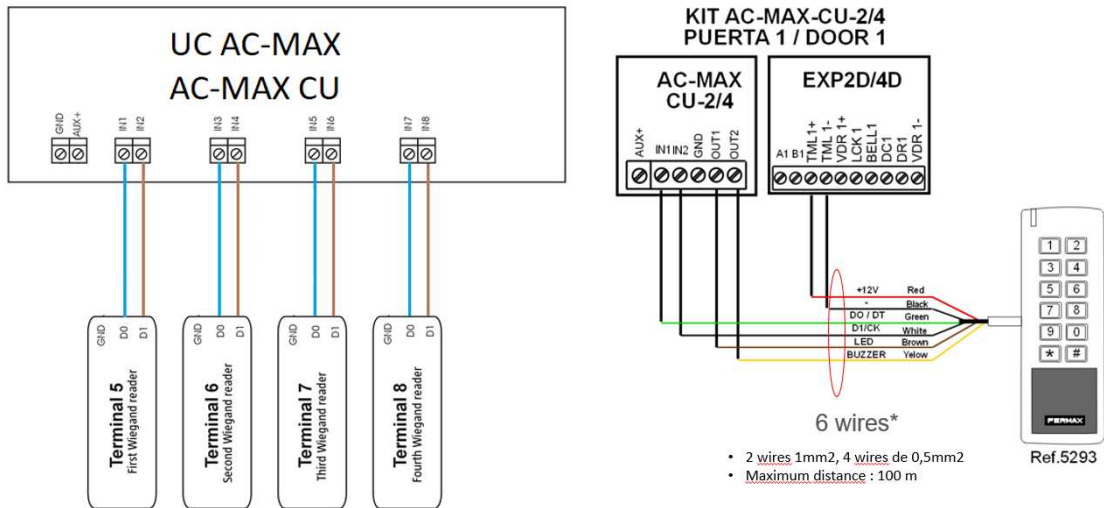 UC AC-MAX
AC-MAX CU
GND
AUX+
IN1
IN2
IN3
IN4
IN5
IN6
IN7
IN8
GND
D0
D1
Terminal 5
First Wiegand reader
GND
D0
D1
Terminal 6
Second Wiegand reader
GND
D0
D1
Terminal 7
Third Wiegand reader
GND
D0
D1
Terminal 8
Fourth Wiegand reader
KIT AC-MAX-CU-2/4
PUERTA 1 / DOOR 1
AC-MAX
CU-2/4
AUX+
IN1
IN2
GND
OUT1
OUT2
EXP2D/4D
A1
B1
TML1+
TML 1-
VDR 1+
LCK 1
BELL1
DC1
DR1
VDR 1-
+12V Red
- Black
DO / DT Green
D1/CK White
LED Brown
BUZZER Yelow
1 2
3 4
5 6
7 8
9 0
* #
FERMAX
Ref.5293
6 wires*
• 2 wires 1mm2, 4 wires de 0,5mm2
• Maximum distance : 100 m